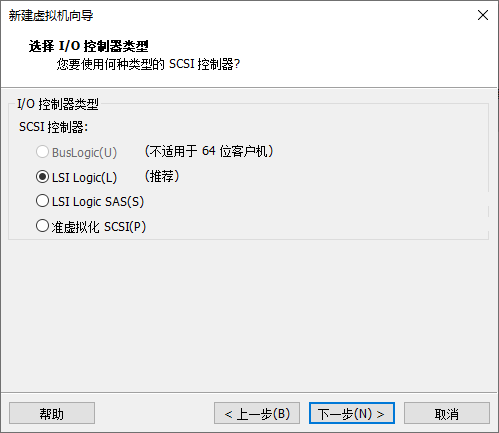 新建虚拟机向导
选择 I/O 控制器类型
您要使用何种类型的 SCSI 控制器?
I/O 控制器类型
SCSI 控制器:
BusLogic(U) (不适用于 64 位客户机)
LSI Logic(L) (推荐)
LSI Logic SAS(S)
准虚拟化 SCSI(P)
帮助 < 上一步(B) 下一步(N) > 取消